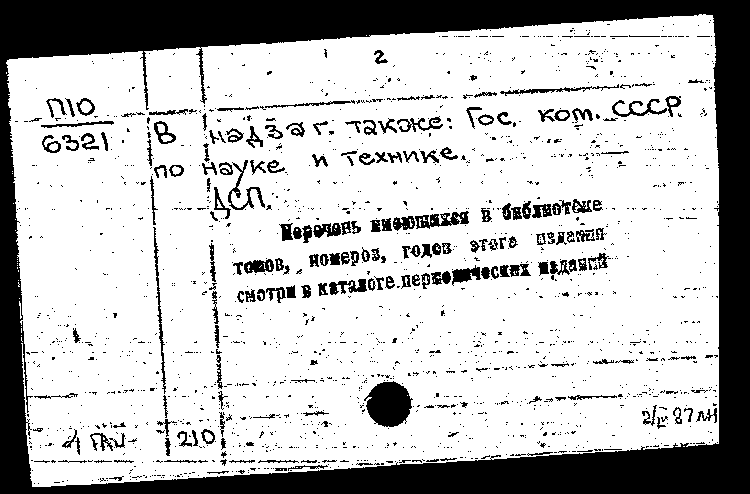 2
П10
6321
В надзаг. также: Гос. ком. СССР
по науке и технике.
ДСП.
Перечень имеющихся в библиотеке
томов, номеров, годов этого издания
смотри в каталоге периодических изданий
210